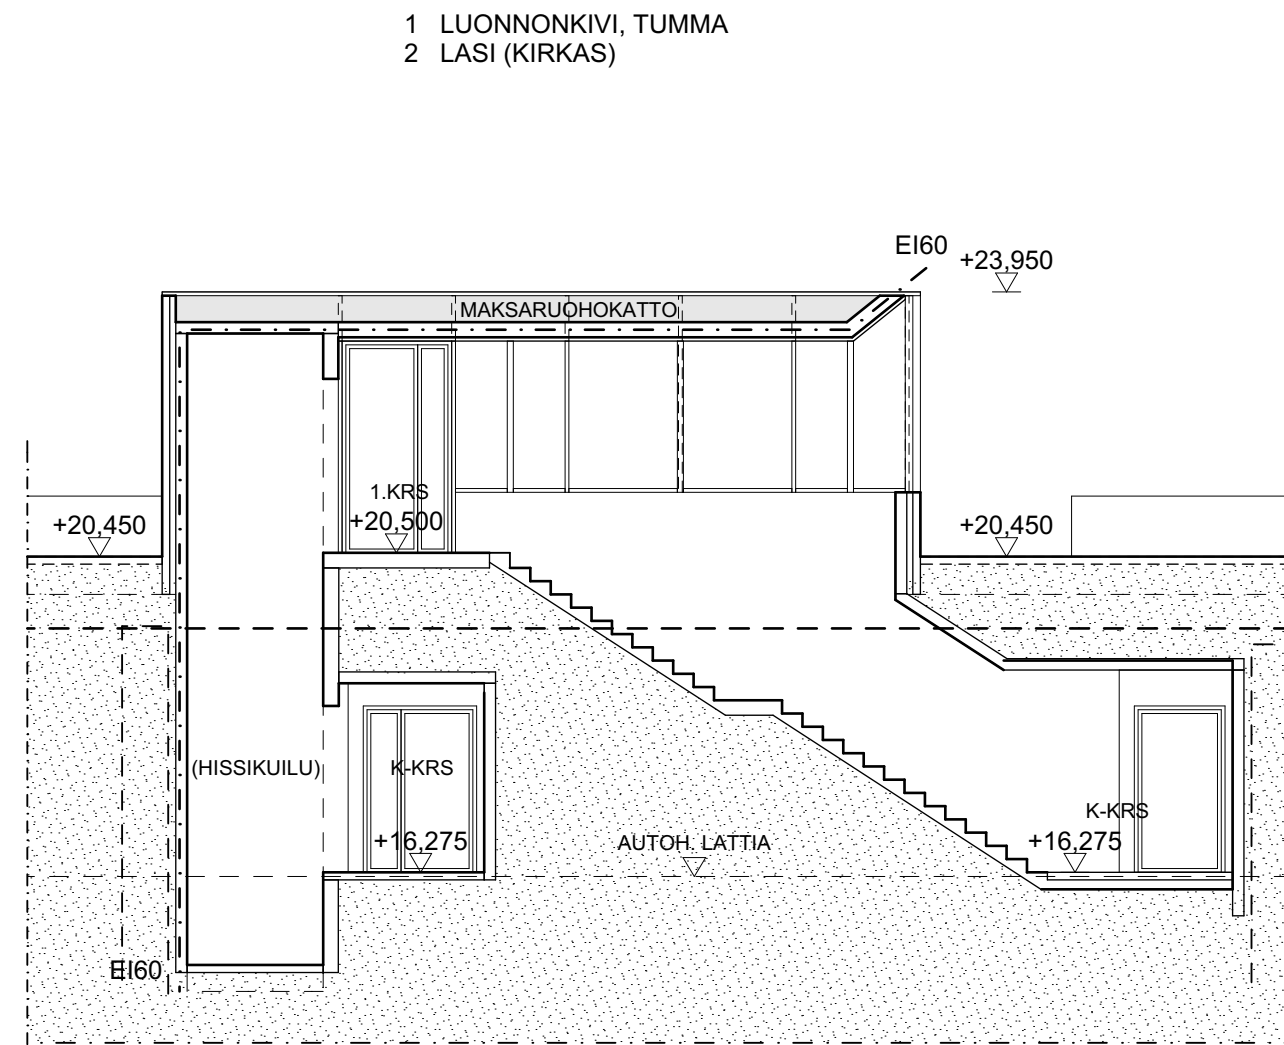 1 LUONNONKIVI, TUMMA
2 LASI (KIRKAS)
EI60
+23,950
MAKSARUOHOKATTO
1.KRS
+20,450
+20,500
+20,450
(HISSIKUILU)
K-KRS
K-KRS
+16,275
AUTOH. LATTIA
+16,275
EI60